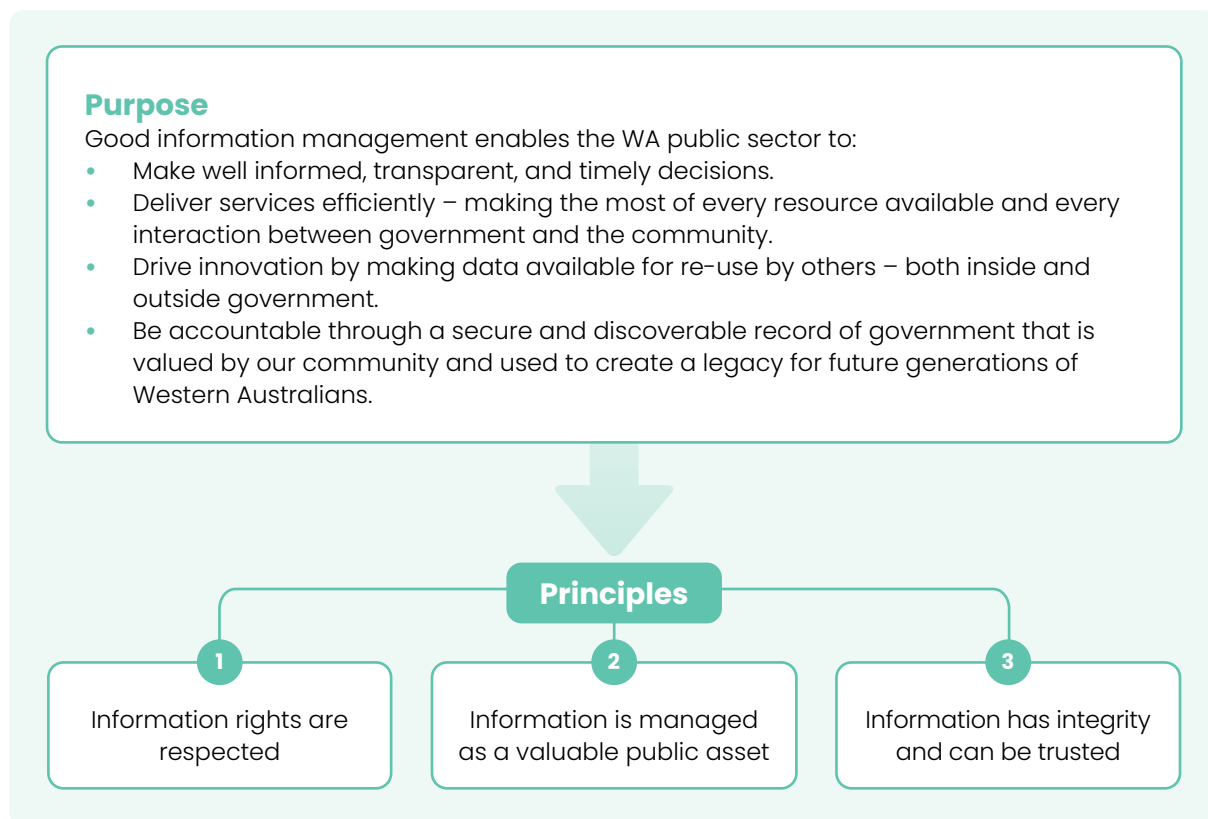 Purpose
Good information management enables the WA public sector to:
• Make well informed, transparent, and timely decisions.
• Deliver services efficiently – making the most of every resource available and every
interaction between government and the community.
• Drive innovation by making data available for re-use by others – both inside and
outside government.
• Be accountable through a secure and discoverable record of government that is
valued by our community and used to create a legacy for future generations of
Western Australians.
Principles
1
Information rights are
respected
2
Information is managed
as a valuable public asset
3
Information has integrity
and can be trusted